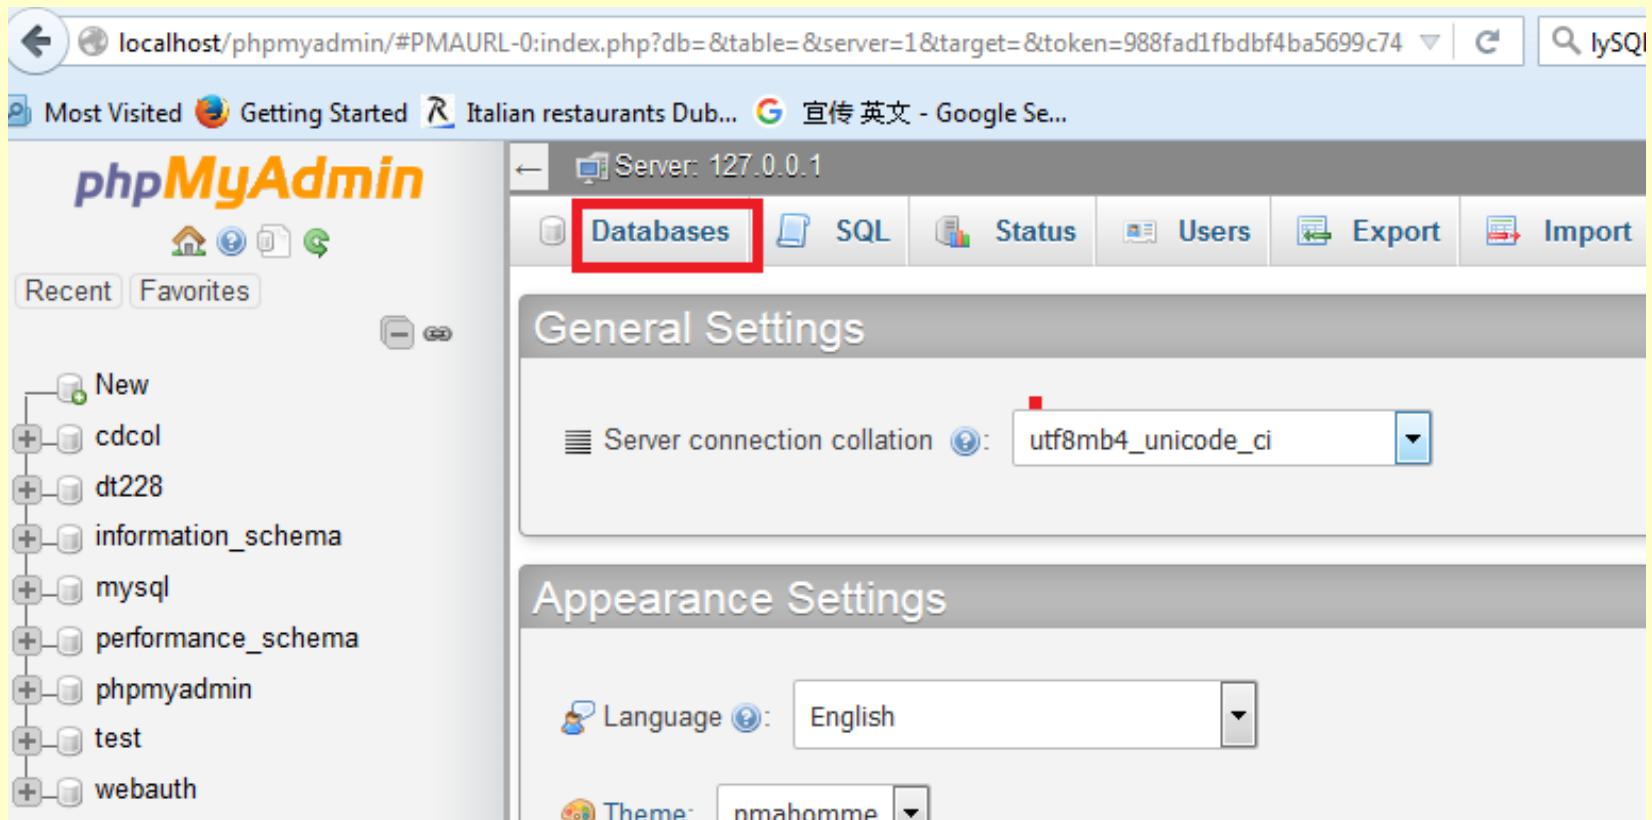 localhost/phpmyadmin/#PMAURL-0:index.php?db=&table=&server=1&target=&token=988fad1fbdbf4ba5699c74
Most Visited Getting Started Italian restaurants Dub... 宣传 英文 - Google Se...
phpMyAdmin
Recent Favorites
New
cdcol
dt228
information_schema
mysql
performance_schema
phpmyadmin
test
webauth
Server: 127.0.0.1
Databases SQL Status Users Export Import
General Settings
Server connection collation : utf8mb4_unicode_ci
Appearance Settings
Language : English
Theme: pmahomme